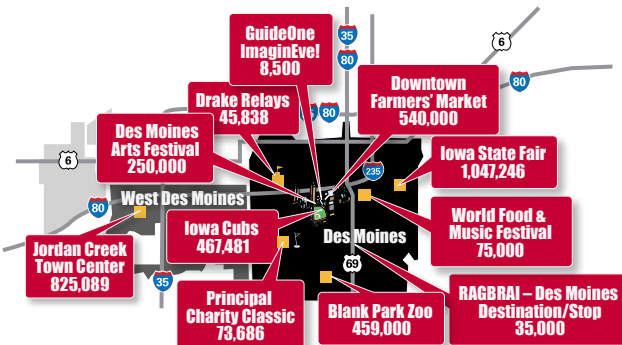 GuideOne
ImaginEve!
8,500
35
80
6
80
Drake Relays
45,838
80
Downtown
Farmers' Market
540,000
Des Moines
Arts Festival
250,000
6
235
Iowa State Fair
1,047,246
West Des Moines
80
Iowa Cubs
467,481
Des Moines
World Food &
Music Festival
75,000
Jordan Creek
Town Center
825,089
35
69
Principal
Charity Classic
73,686
Blank Park Zoo
459,000
RAGBRAI – Des Moines
Destination/Stop
35,000